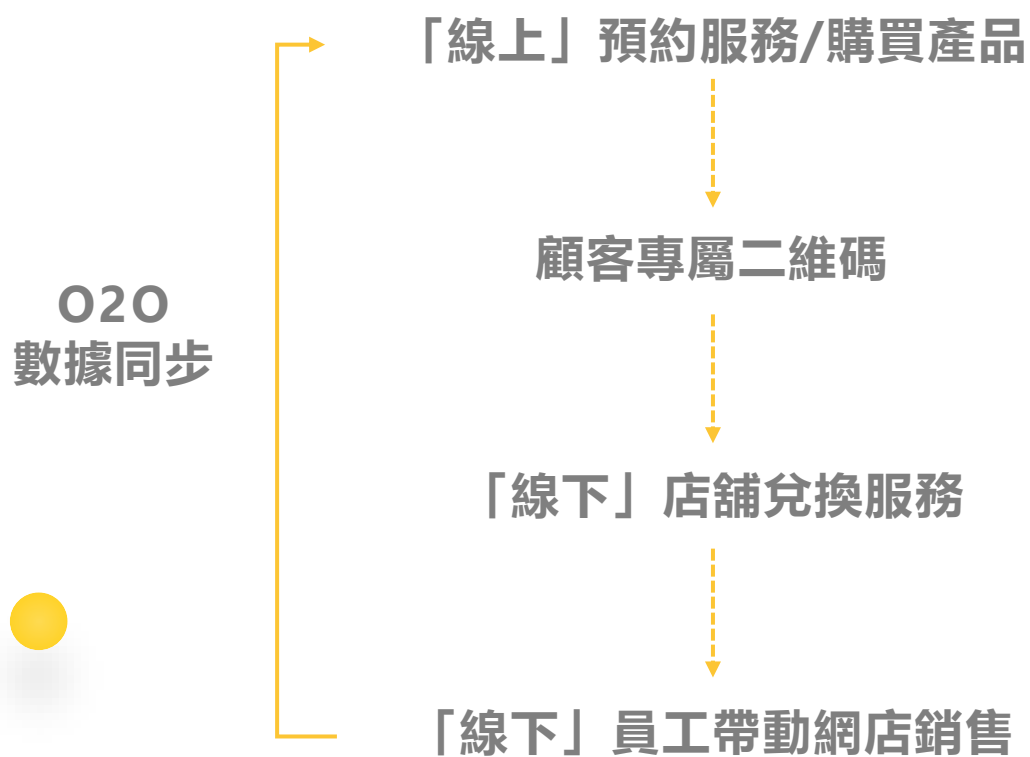 「線上」預約服務/購買產品
顧客專屬二維碼
O2O
數據同步
「線下」店舖兌換服務
「線下」員工帶動網店銷售